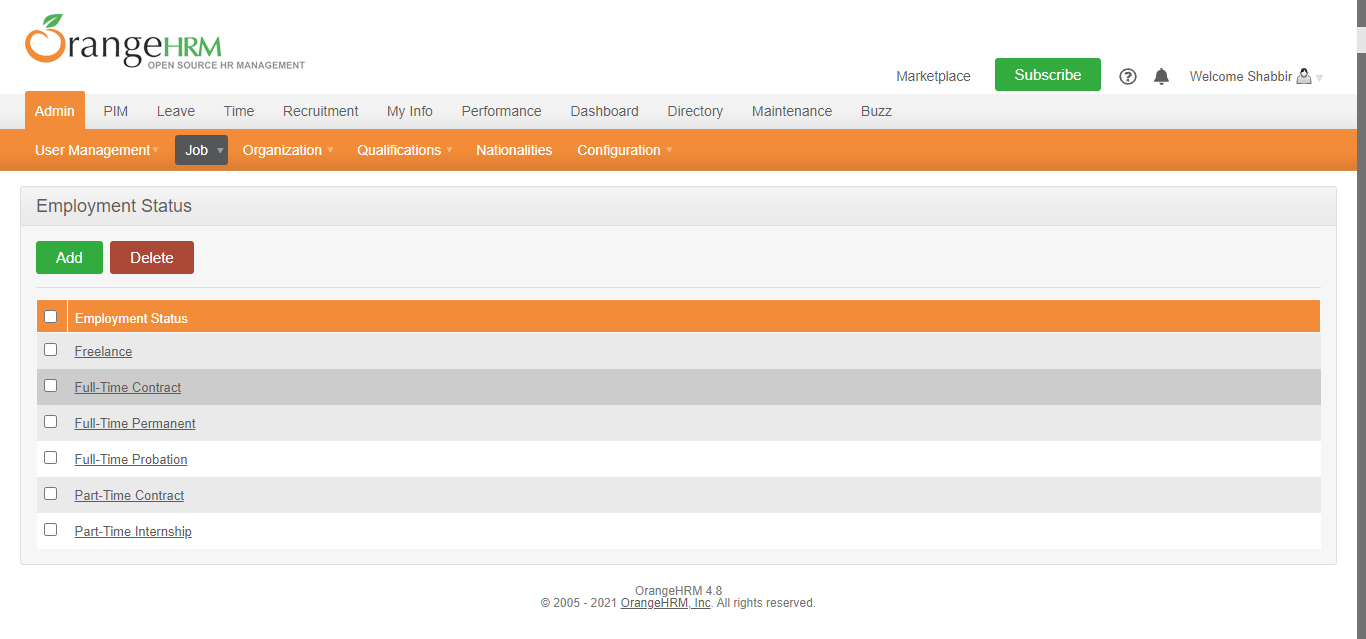 OrangeHRM
OPEN SOURCE HR MANAGEMENT
Marketplace Subscribe Welcome Shabbir
Admin PIM Leave Time Recruitment My Info Performance Dashboard Directory Maintenance Buzz
User Management Job Organization Qualifications Nationalities Configuration
Employment Status
Add Delete
Employment Status
Freelance
Full-Time Contract
Full-Time Permanent
Full-Time Probation
Part-Time Contract
Part-Time Internship
OrangeHRM 4.8
© 2005 - 2021 OrangeHRM, Inc. All rights reserved.